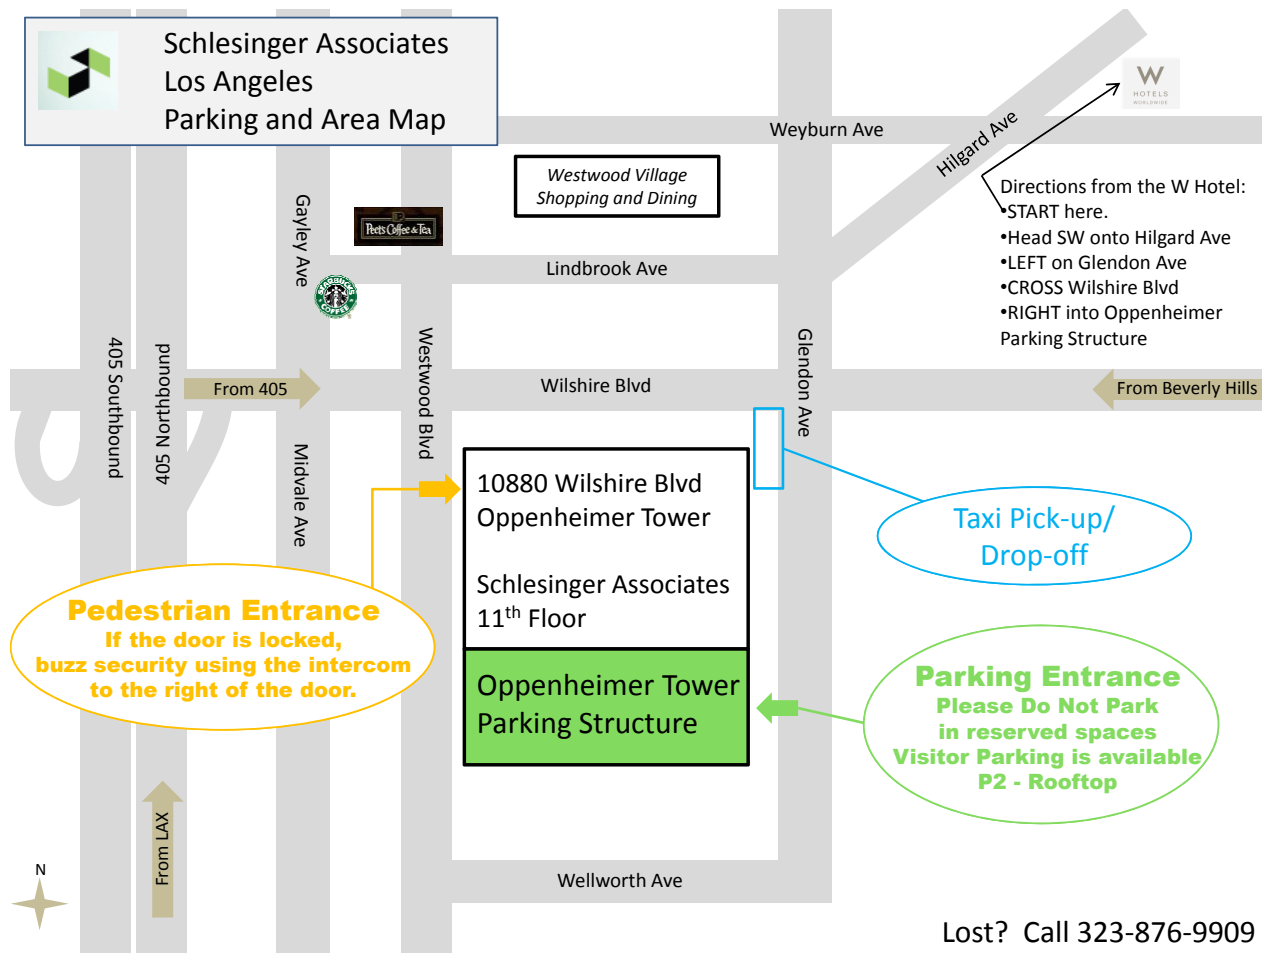 Schlesinger Associates
Los Angeles
Parking and Area Map
W
HOTELS
WORLDWIDE
Weyburn Ave
Hilgard Ave
Westwood Village
Shopping and Dining
Directions from the W Hotel:
•START here.
•Head SW onto Hilgard Ave
•LEFT on Glendon Ave
•CROSS Wilshire Blvd
•RIGHT into Oppenheimer
Parking Structure
Gayley Ave
Peet's Coffee & Tea
STARBUCKS
COFFEE
Lindbrook Ave
405 Southbound
405 Northbound
From 405
Westwood Blvd
Wilshire Blvd
Glendon Ave
From Beverly Hills
Midvale Ave
10880 Wilshire Blvd
Oppenheimer Tower
Schlesinger Associates
11th Floor
Taxi Pick-up/
Drop-off
Pedestrian Entrance
If the door is locked,
buzz security using the intercom
to the right of the door.
Oppenheimer Tower
Parking Structure
Parking Entrance
Please Do Not Park
in reserved spaces
Visitor Parking is available
P2 - Rooftop
From LAX
N
Wellworth Ave
Lost?  Call 323-876-9909